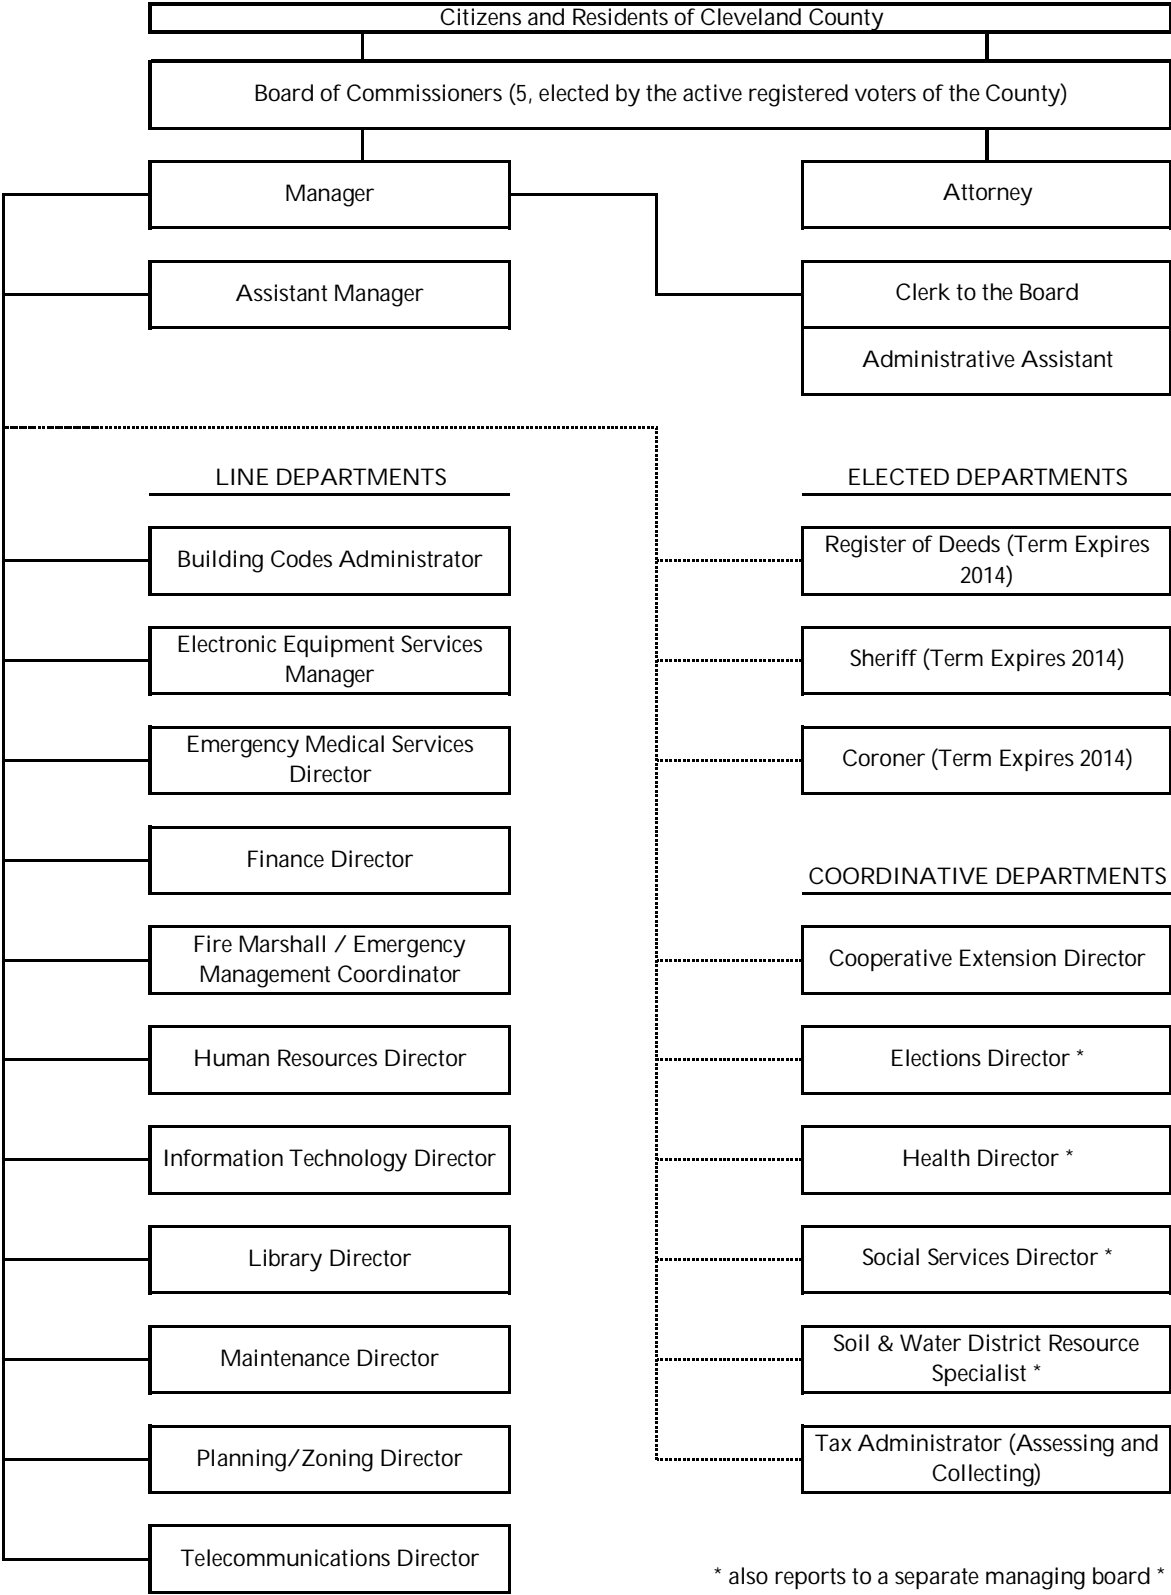 Citizens and Residents of Cleveland County
Board of Commissioners (5, elected by the active registered voters of the County)
Manager
Attorney
Assistant Manager
Clerk to the Board
Administrative Assistant
LINE DEPARTMENTS
Building Codes Administrator
Electronic Equipment Services
Manager
Emergency Medical Services
Director
Finance Director
Fire Marshall / Emergency
Management Coordinator
Human Resources Director
Information Technology Director
Library Director
Maintenance Director
Planning/Zoning Director
Telecommunications Director
ELECTED DEPARTMENTS
Register of Deeds (Term Expires
2014)
Sheriff (Term Expires 2014)
Coroner (Term Expires 2014)
COORDINATIVE DEPARTMENTS
Cooperative Extension Director
Elections Director *
Health Director *
Social Services Director *
Soil & Water District Resource
Specialist *
Tax Administrator (Assessing and
Collecting)
* also reports to a separate managing board *